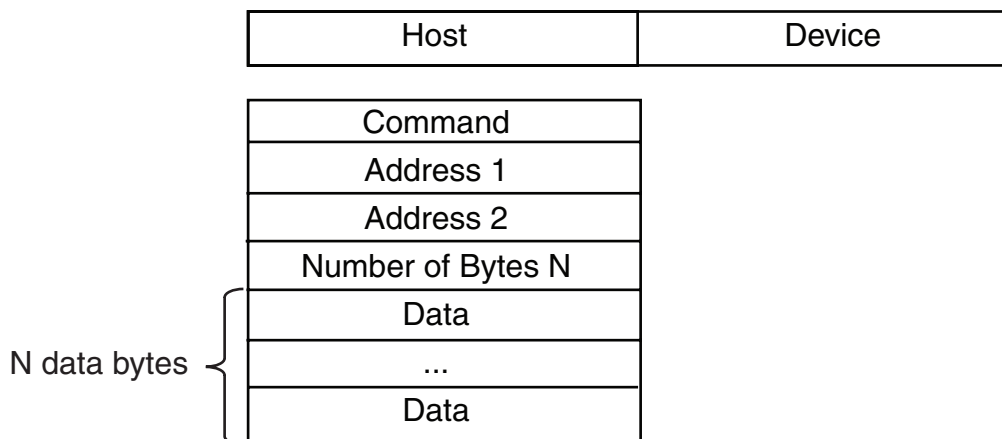 Host Device
Command
Address 1
Address 2
Number of Bytes N
Data
N data bytes ...
Data